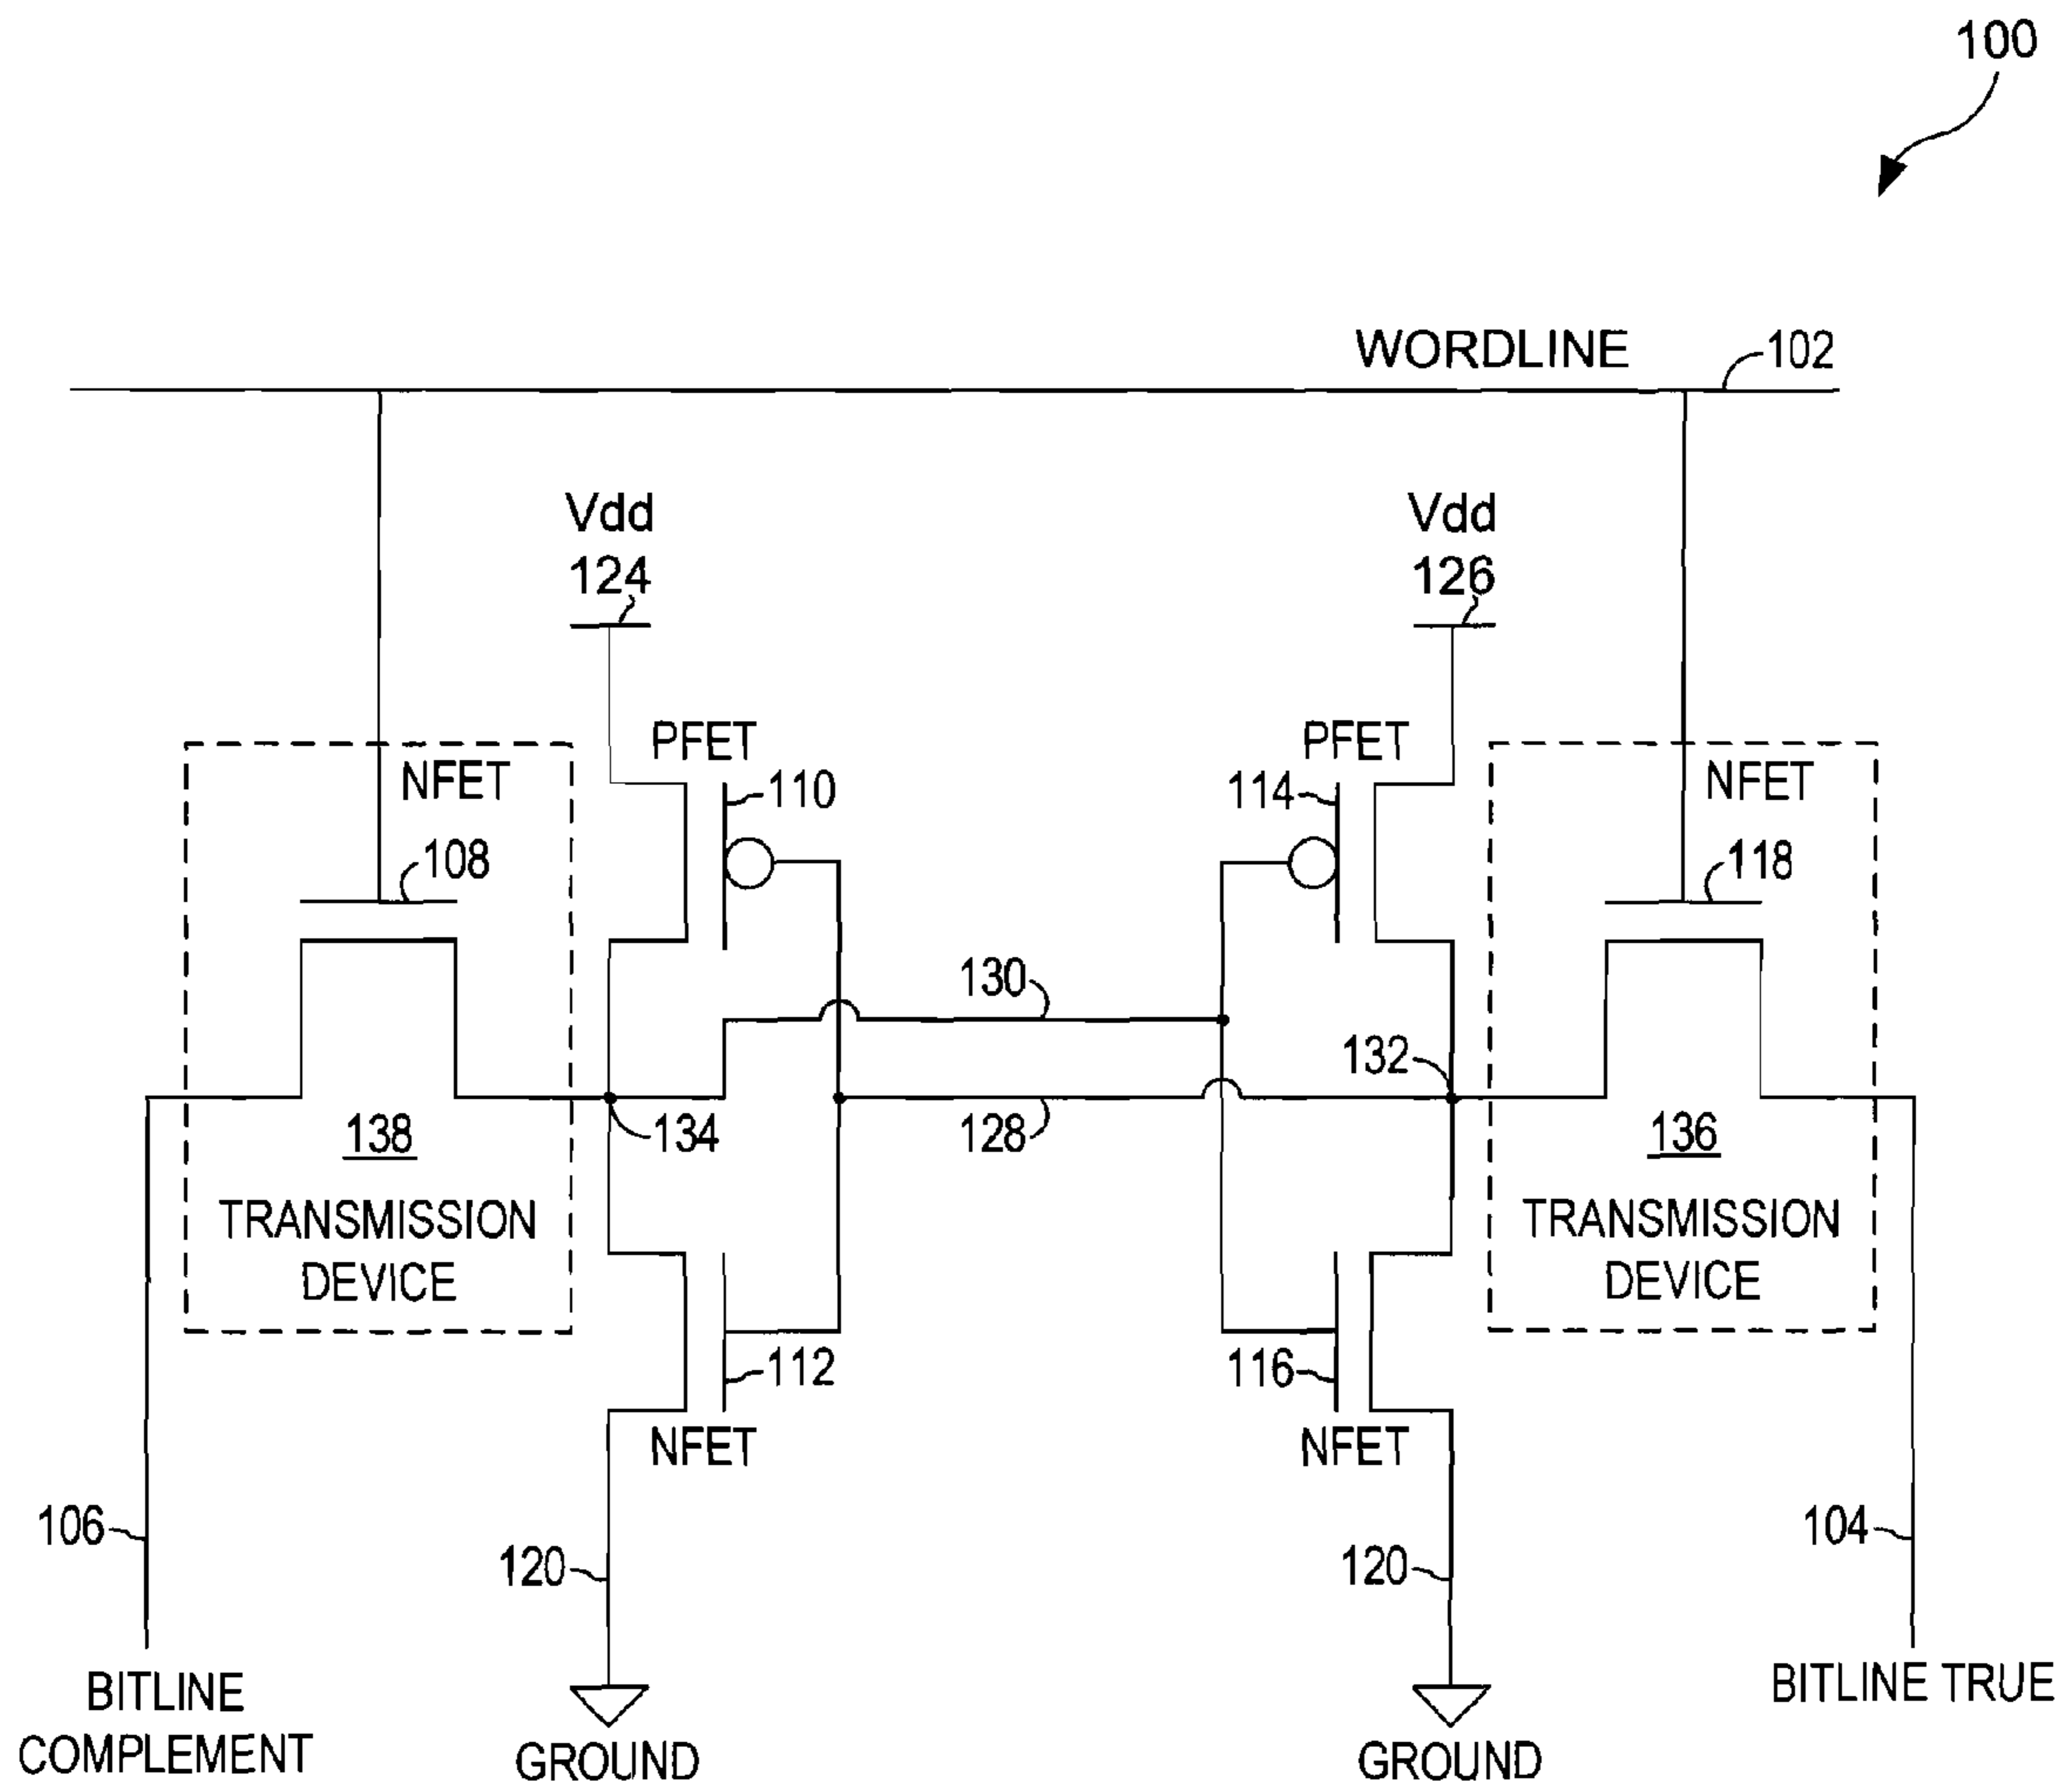 100
WORDLINE 102
Vdd
124
Vdd
126
PFET
PFET
NFET
NFET
110
114
108
118
130
132
138
134
128
136
TRANSMISSION
DEVICE
TRANSMISSION
DEVICE
112
116
NFET
NFET
106
104
120
120
BITLINE
COMPLEMENT
BITLINE TRUE
GROUND
GROUND